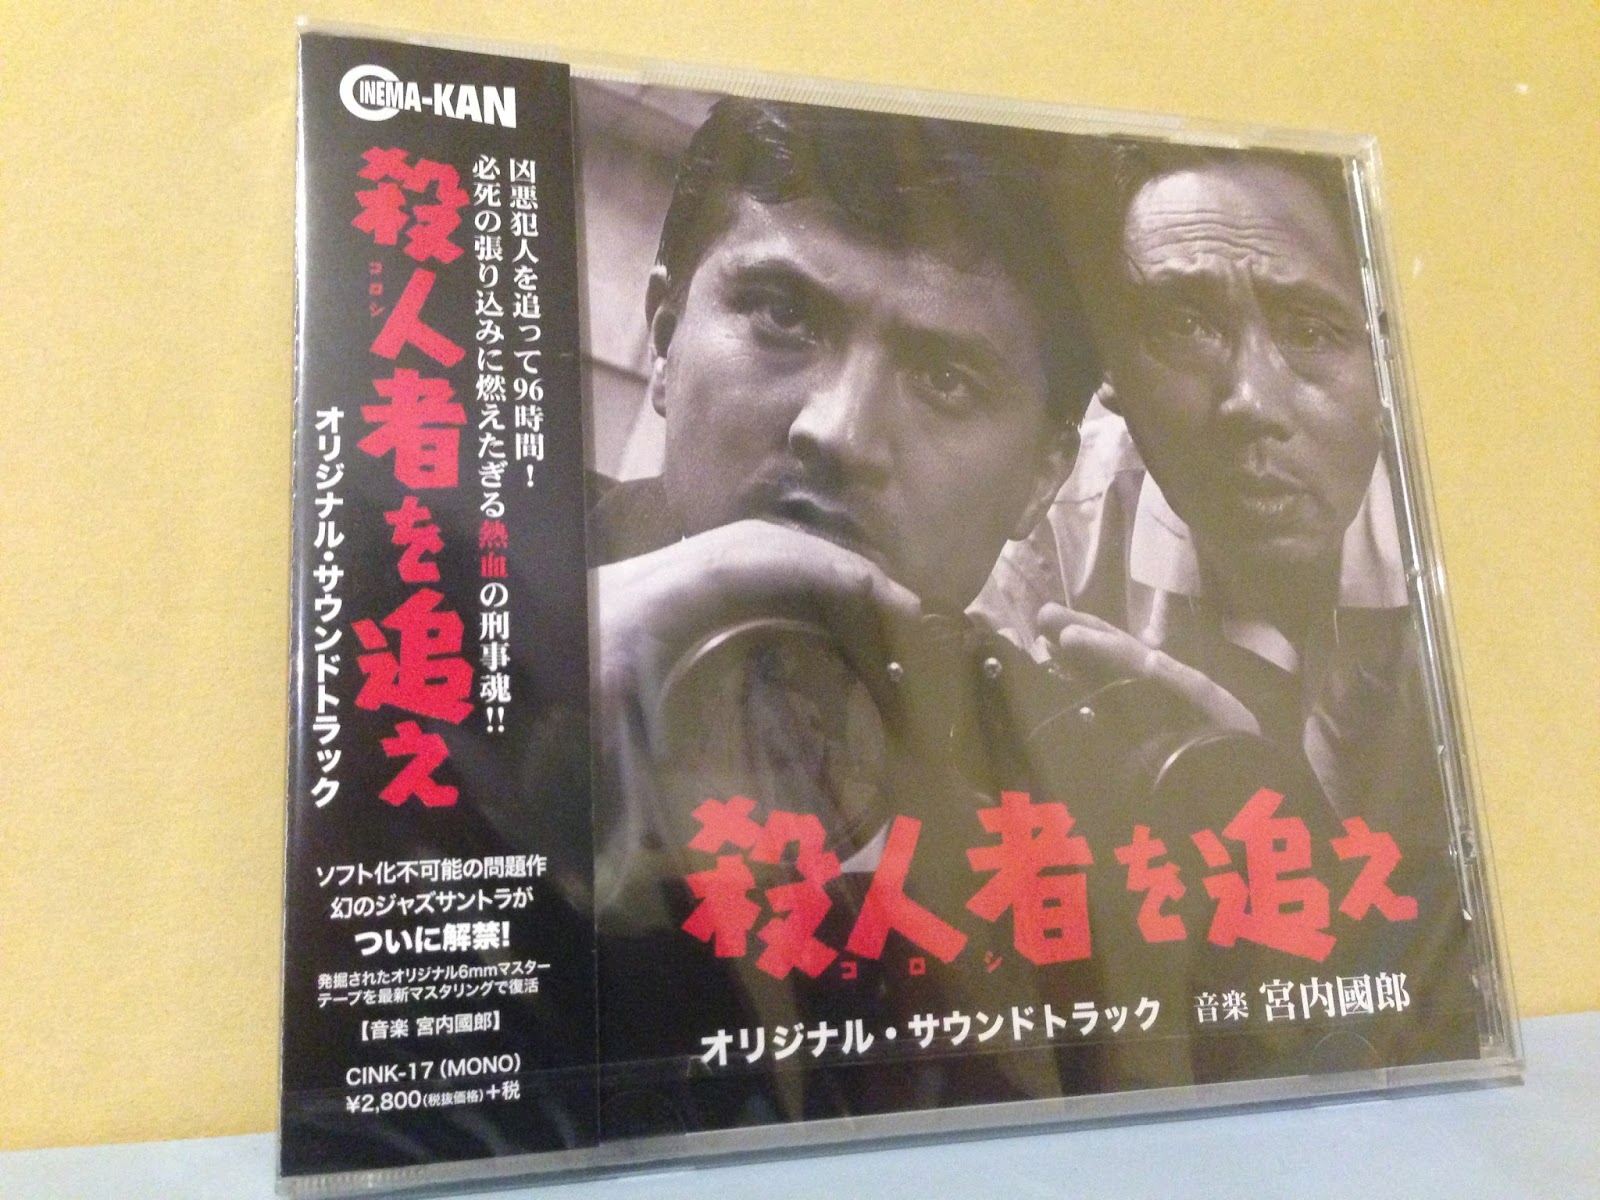 CINEMA-KAN
凶悪犯人を追って96時間!
必死の張り込みに燃えたぎる熱血の刑事魂!!
殺人者を追え
コロシ
オリジナル・サウンドトラック
ソフト化不可能の問題作
幻のジャズサントラが
ついに解禁!
発掘されたオリジナル6mmマスター
テープを最新マスタリングで復活
【音楽 宮内國郎】
CINK-17 (MONO)
¥2,800(税抜価格)+税
殺人者を追え
コロシ
オリジナル・サウンドトラック 音楽 宮内國郎